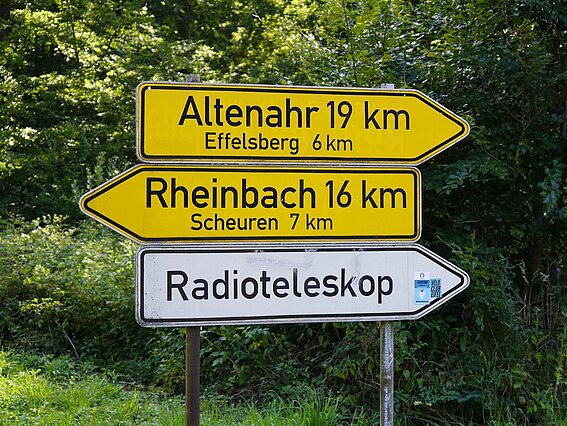 Altenahr 19 km
Effelsberg 6 km
Rheinbach 16 km
Scheuren 7 km
Radioteleskop